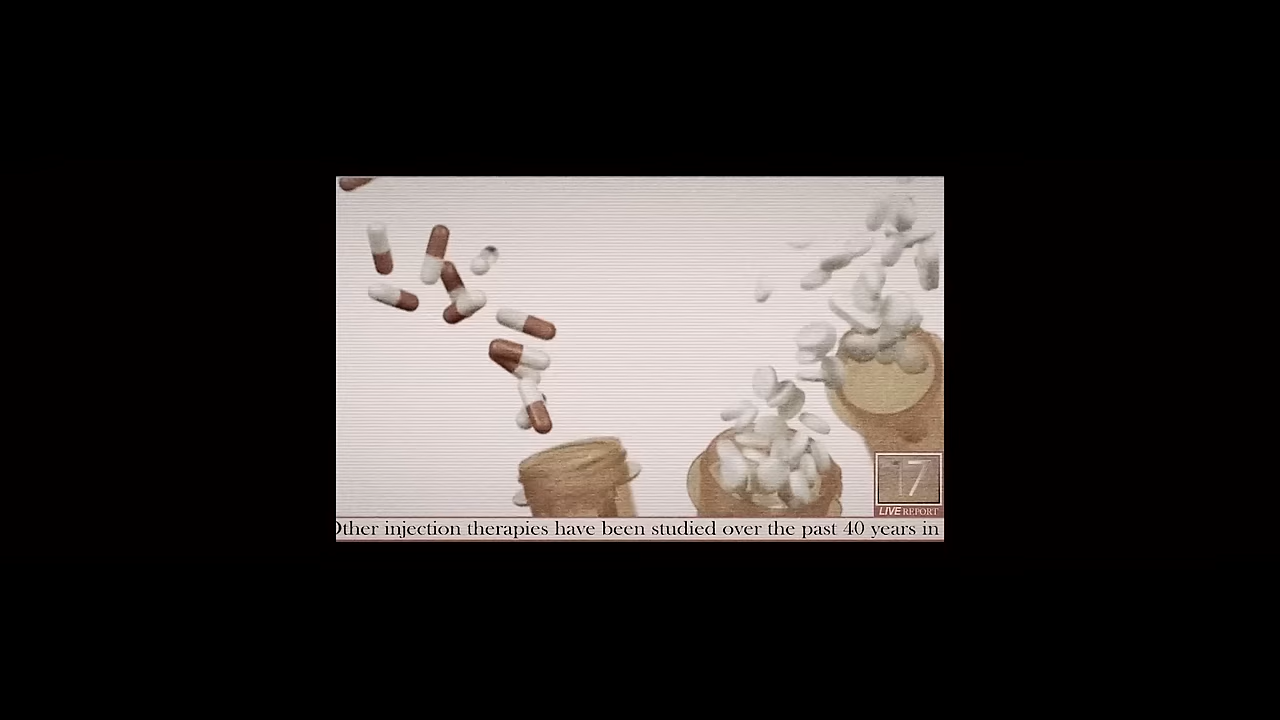 17
LIVE REPORT
Other injection therapies have been studied over the past 40 years in